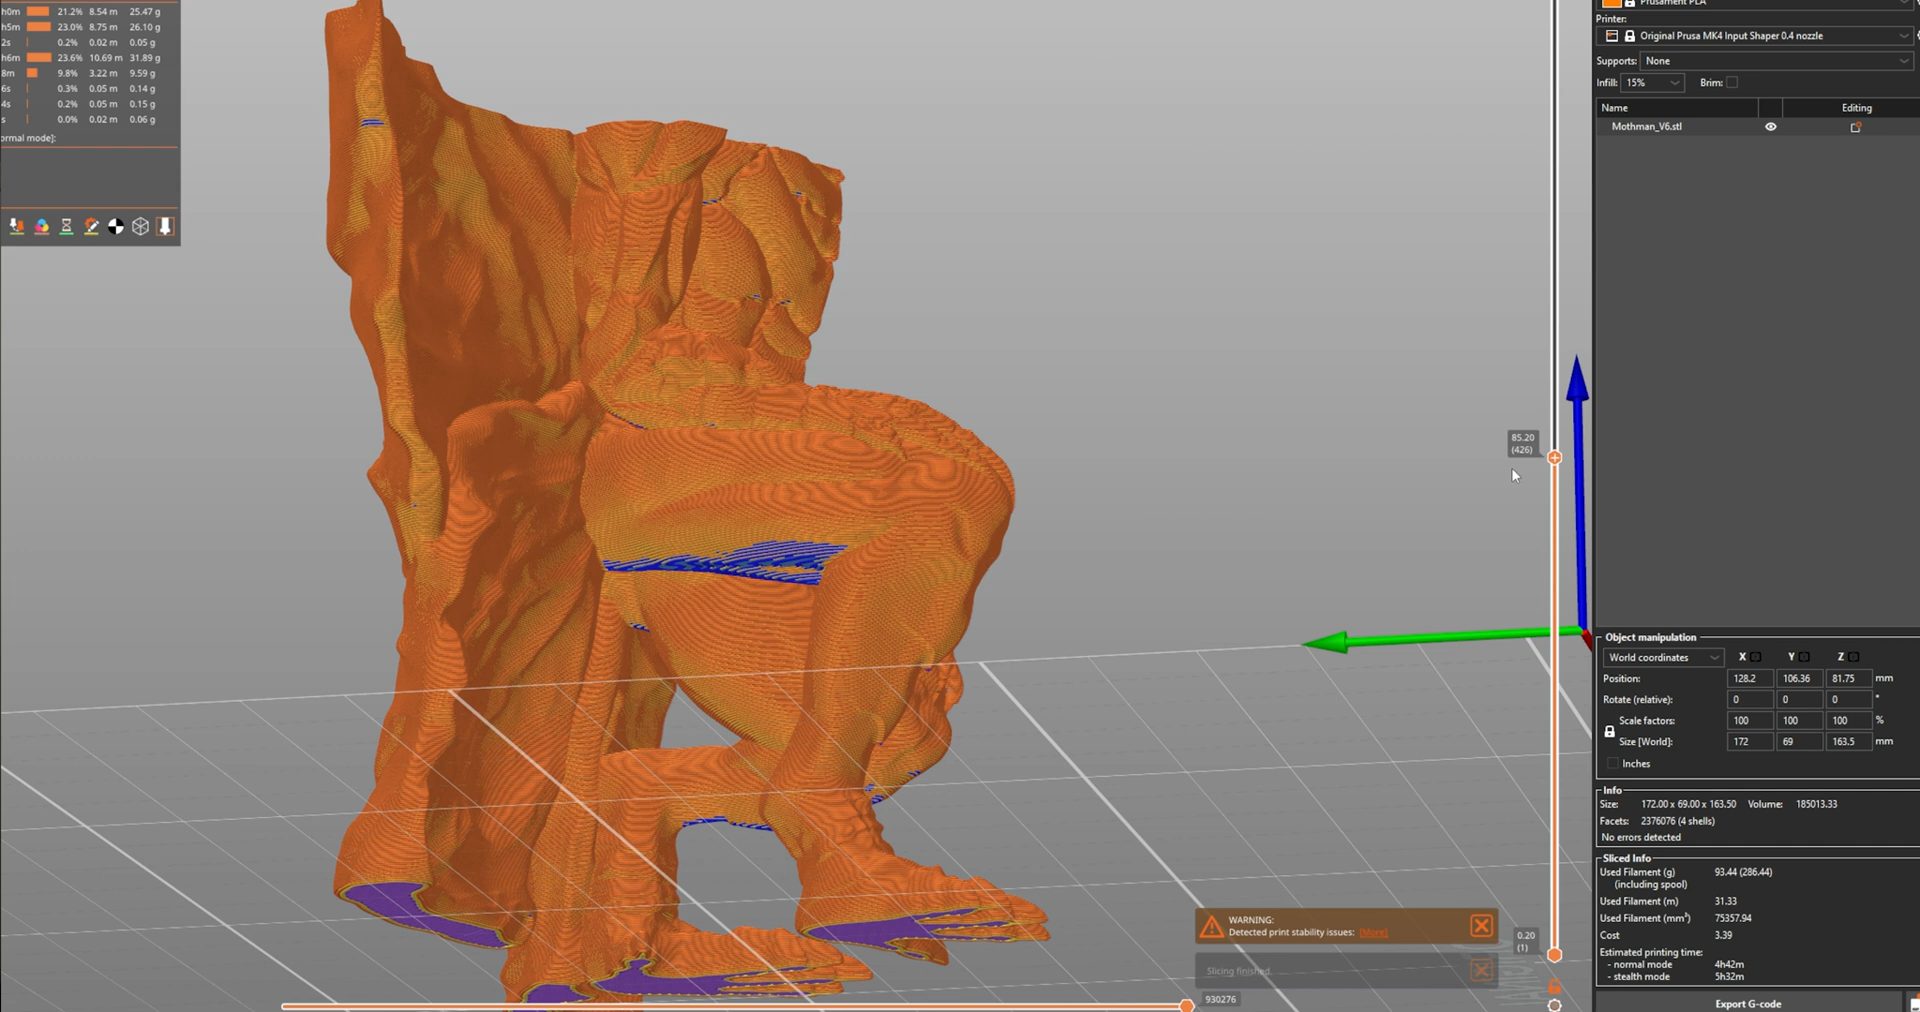 h0m 21.2% 8.54 m 25.47 g
h5m 23.0% 8.75 m 26.10 g
2s 0.2% 0.02 m 0.05 g
h6m 23.6% 10.69 m 31.89 g
8m 9.8% 3.22 m 9.59 g
6s 0.3% 0.05 m 0.14 g
4s 0.2% 0.05 m 0.15 g
s 0.0% 0.02 m 0.06 g
ormal mode]:
85.20
(426)
WARNING:
Detected print stability issues: [More]
Slicing finished.
0.20
(1)
930276
Prusament PLA
Printer:
Original Prusa MK4 Input Shaper 0.4 nozzle
Supports: None
Infill: 15% Brim:
Name Editing
Mothman_V6.stl
Object manipulation
World coordinates X Y Z
Position: 128.2 106.36 81.75 mm
Rotate (relative): 0 0 0 °
Scale factors: 100 100 100 %
Size [World]: 172 69 163.5 mm
Inches
Info
Size: 172.00 x 69.00 x 163.50 Volume: 185013.33
Facets: 2376076 (4 shells)
No errors detected
Sliced Info
Used Filament (g) 93.44 (286.44)
(including spool)
Used Filament (m) 31.33
Used Filament (mm³) 75357.94
Cost 3.39
Estimated printing time:
- normal mode 4h42m
- stealth mode 5h32m
Export G-code